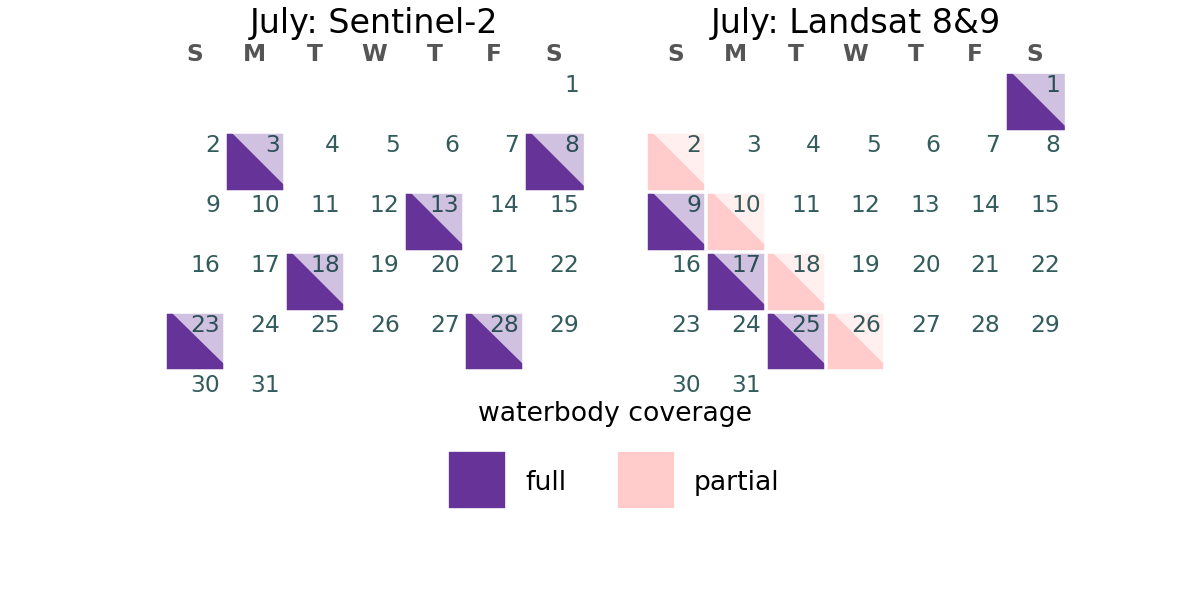 July: Sentinel-2
S M T W T F S
1
2 3 4 5 6 7 8
9 10 11 12 13 14 15
16 17 18 19 20 21 22
23 24 25 26 27 28 29
30 31
July: Landsat 8&9
S M T W T F S
1
2 3 4 5 6 7 8
9 10 11 12 13 14 15
16 17 18 19 20 21 22
23 24 25 26 27 28 29
30 31
waterbody coverage
full
partial